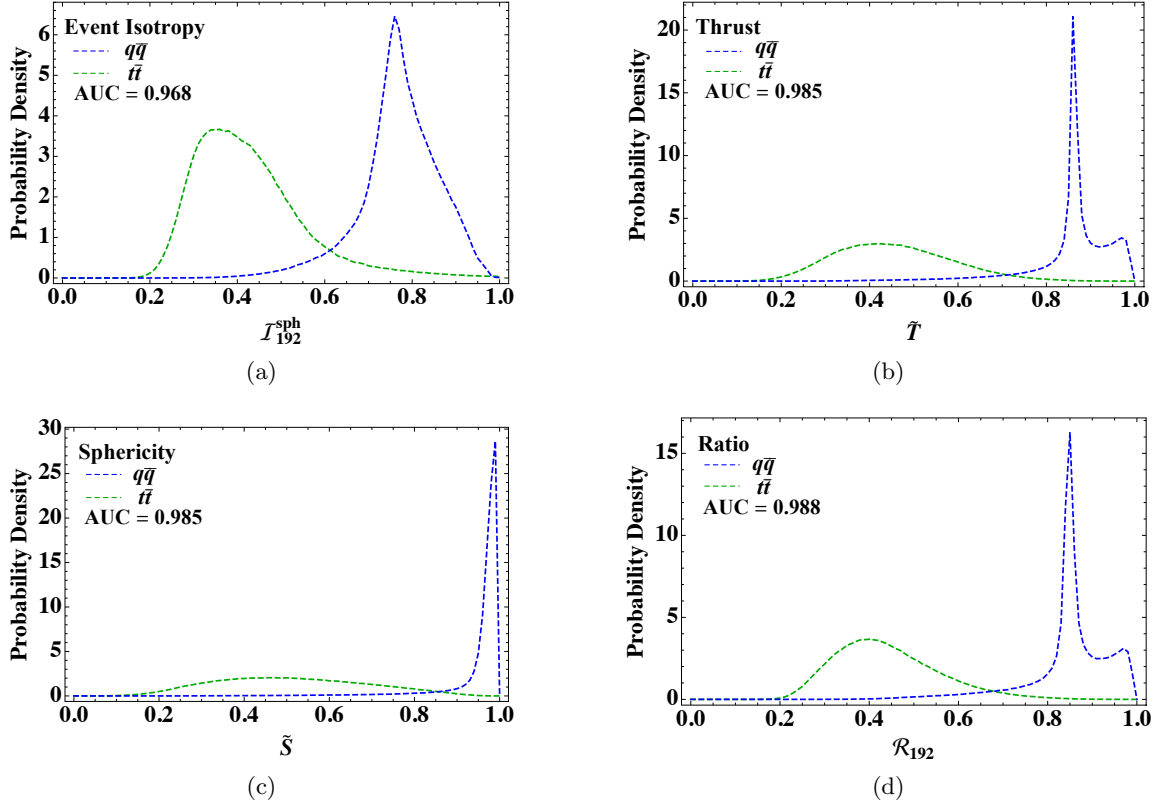 Event Isotropy
qq̅
tt̅
AUC = 0.968
Probability Density
6
5
4
3
2
1
0
0.0 0.2 0.4 0.6 0.8 1.0
I^sph_192
(a)
Thrust
qq̅
tt̅
AUC = 0.985
Probability Density
20
15
10
5
0
0.0 0.2 0.4 0.6 0.8 1.0
T̃
(b)
Sphericity
qq̅
tt̅
AUC = 0.985
Probability Density
30
25
20
15
10
5
0
0.0 0.2 0.4 0.6 0.8 1.0
S̃
(c)
Ratio
qq̅
tt̅
AUC = 0.988
Probability Density
15
10
5
0
0.0 0.2 0.4 0.6 0.8 1.0
R_192
(d)